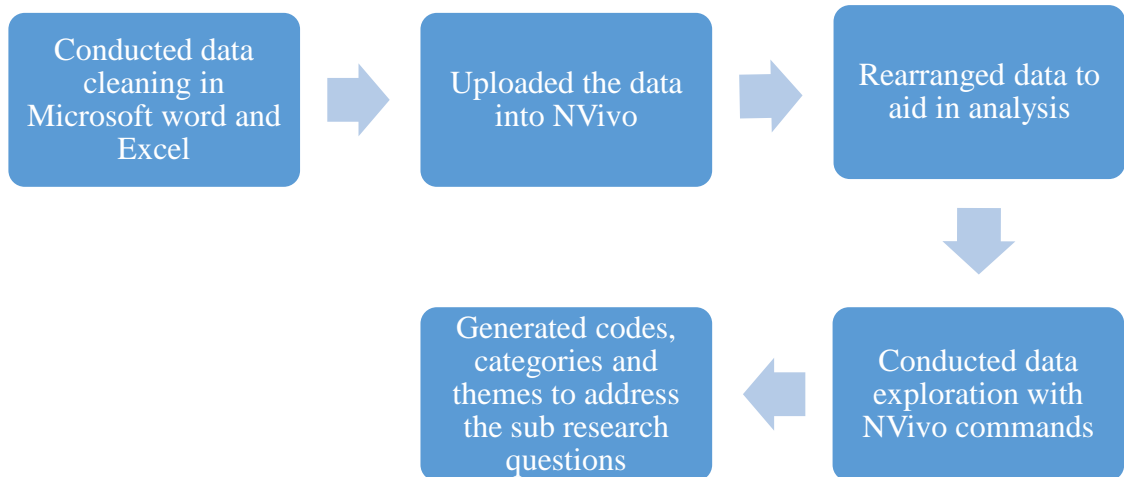 Conducted data
cleaning in
Microsoft word and
Excel
Uploaded the data
into NVivo
Rearranged data to
aid in analysis
Conducted data
exploration with
NVivo commands
Generated codes,
categories and
themes to address
the sub research
questions